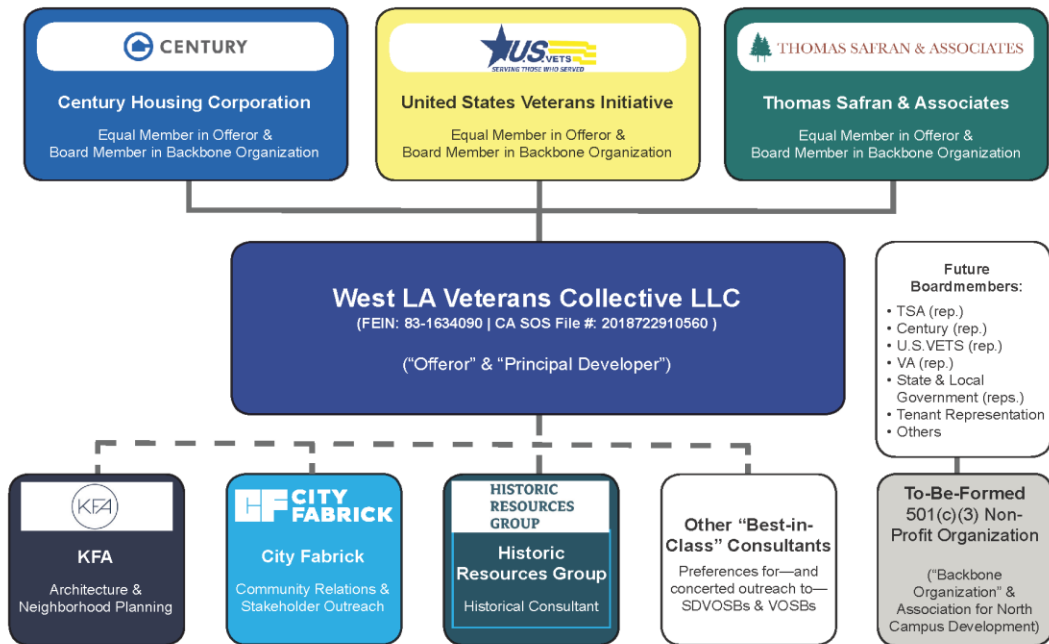 CENTURY
Century Housing Corporation
Equal Member in Offeror &
Board Member in Backbone Organization
U.S.VETS
SERVING THOSE WHO SERVED
United States Veterans Initiative
Equal Member in Offeror &
Board Member in Backbone Organization
THOMAS SAFRAN & ASSOCIATES
Thomas Safran & Associates
Equal Member in Offeror &
Board Member in Backbone Organization
West LA Veterans Collective LLC
(FEIN: 83-1634090 | CA SOS File #: 2018722910560 )
(“Offeror” & “Principal Developer”)
Future
Boardmembers:
• TSA (rep.)
• Century (rep.)
• U.S.VETS (rep.)
• VA (rep.)
• State & Local
Government (reps.)
• Tenant Representation
• Others
KFA
KFA
Architecture &
Neighborhood Planning
CF CITY
FABRICK
City Fabrick
Community Relations &
Stakeholder Outreach
HISTORIC
RESOURCES
GROUP
Historic
Resources Group
Historical Consultant
Other “Best-in-
Class” Consultants
Preferences for—and
concerted outreach to—
SDVOSBs & VOSBs
To-Be-Formed
501(c)(3) Non-
Profit Organization
(“Backbone
Organization” &
Association for North
Campus Development)